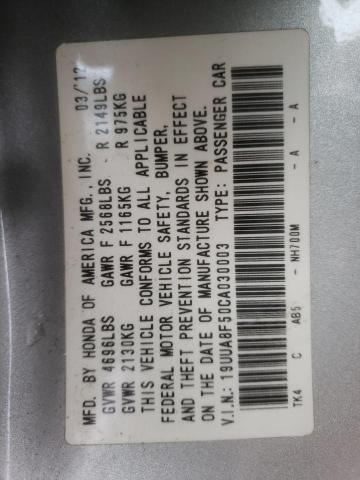 MFD. BY HONDA OF AMERICA MFG., INC. 03/12
GVWR 4696LBS GAWR F 2568LBS R 2149LBS
GVWR 2130KG GAWR F 1165KG R 975KG
THIS VEHICLE CONFORMS TO ALL APPLICABLE
FEDERAL MOTOR VEHICLE SAFETY, BUMPER,
AND THEFT PREVENTION STANDARDS IN EFFECT
ON THE DATE OF MANUFACTURE SHOWN ABOVE.
V.I.N.: 19UUA8F50CA030003 TYPE: PASSENGER CAR
TK4 C AB5 NH700M - A - A